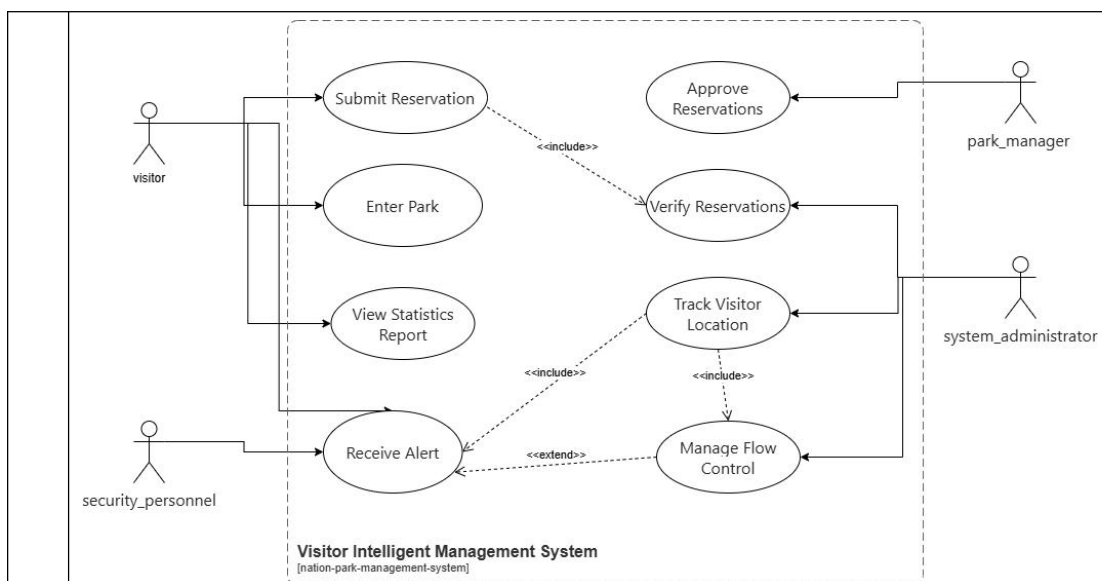 Submit Reservation
Approve
Reservations
visitor
park_manager
<<include>>
Enter Park
Verify Reservations
View Statistics
Report
Track Visitor
Location
system_administrator
<<include>>
<<include>>
Receive Alert
<<extend>>
Manage Flow
Control
security_personnel
Visitor Intelligent Management System
[nation-park-management-system]